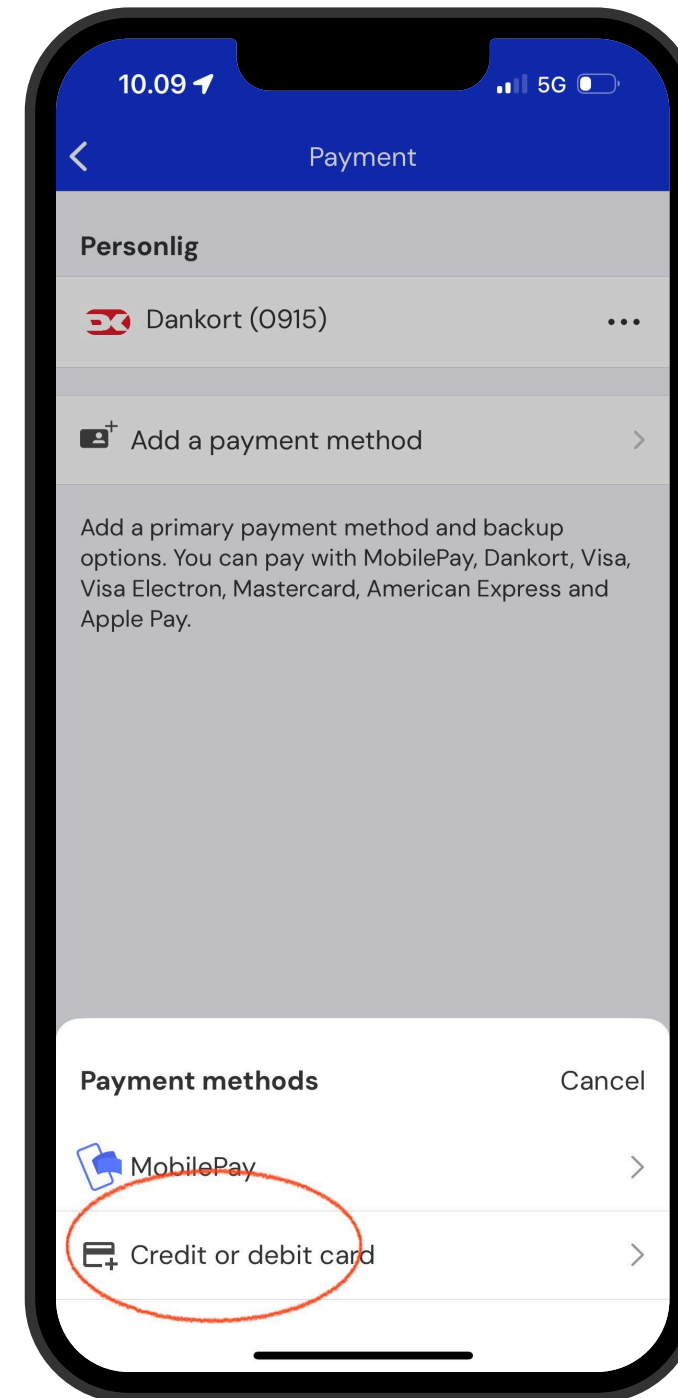 10.09
5G
Payment
Personlig
Dankort (0915)
Add a payment method
Add a primary payment method and backup
options. You can pay with MobilePay, Dankort, Visa,
Visa Electron, Mastercard, American Express and
Apple Pay.
Payment methods
Cancel
MobilePay
Credit or debit card